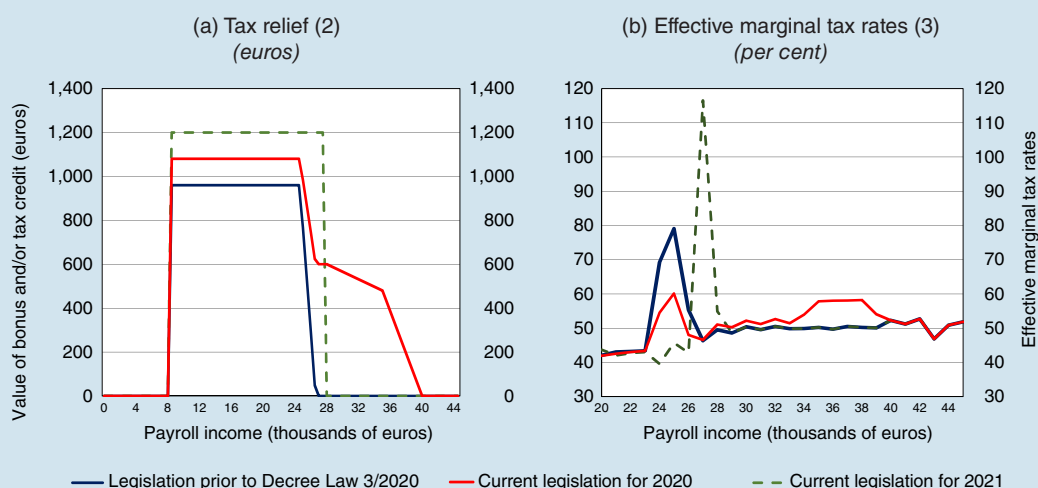 (a) Tax relief (2)
(euros)
(b) Effective marginal tax rates (3)
(per cent)
Value of bonus and/or tax credit (euros)
1,400 1,400
1,200 1,200
1,000 1,000
800 800
600 600
400 400
200 200
0 0
0 4 8 12 16 20 24 28 32 36 40 44
Payroll income (thousands of euros)
120 120
110 110
100 100
90 90
80 80
70 70
60 60
50 50
40 40
30 30
20 22 24 26 28 30 32 34 36 38 40 42 44
Payroll income (thousands of euros)
Effective marginal tax rates
Legislation prior to Decree Law 3/2020 Current legislation for 2020 Current legislation for 2021